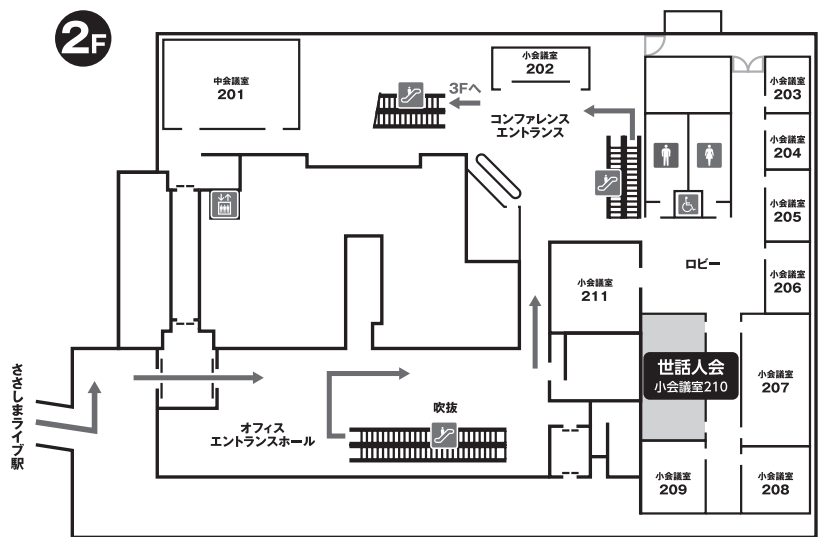 2F
中会議室
201
小会議室
202
3Fへ
コンファレンス
エントランス
小会議室
203
小会議室
204
小会議室
205
小会議室
206
ロビー
小会議室
211
世話人会
小会議室210
小会議室
207
ささしまライブ駅
オフィス
エントランスホール
吹抜
小会議室
209
小会議室
208